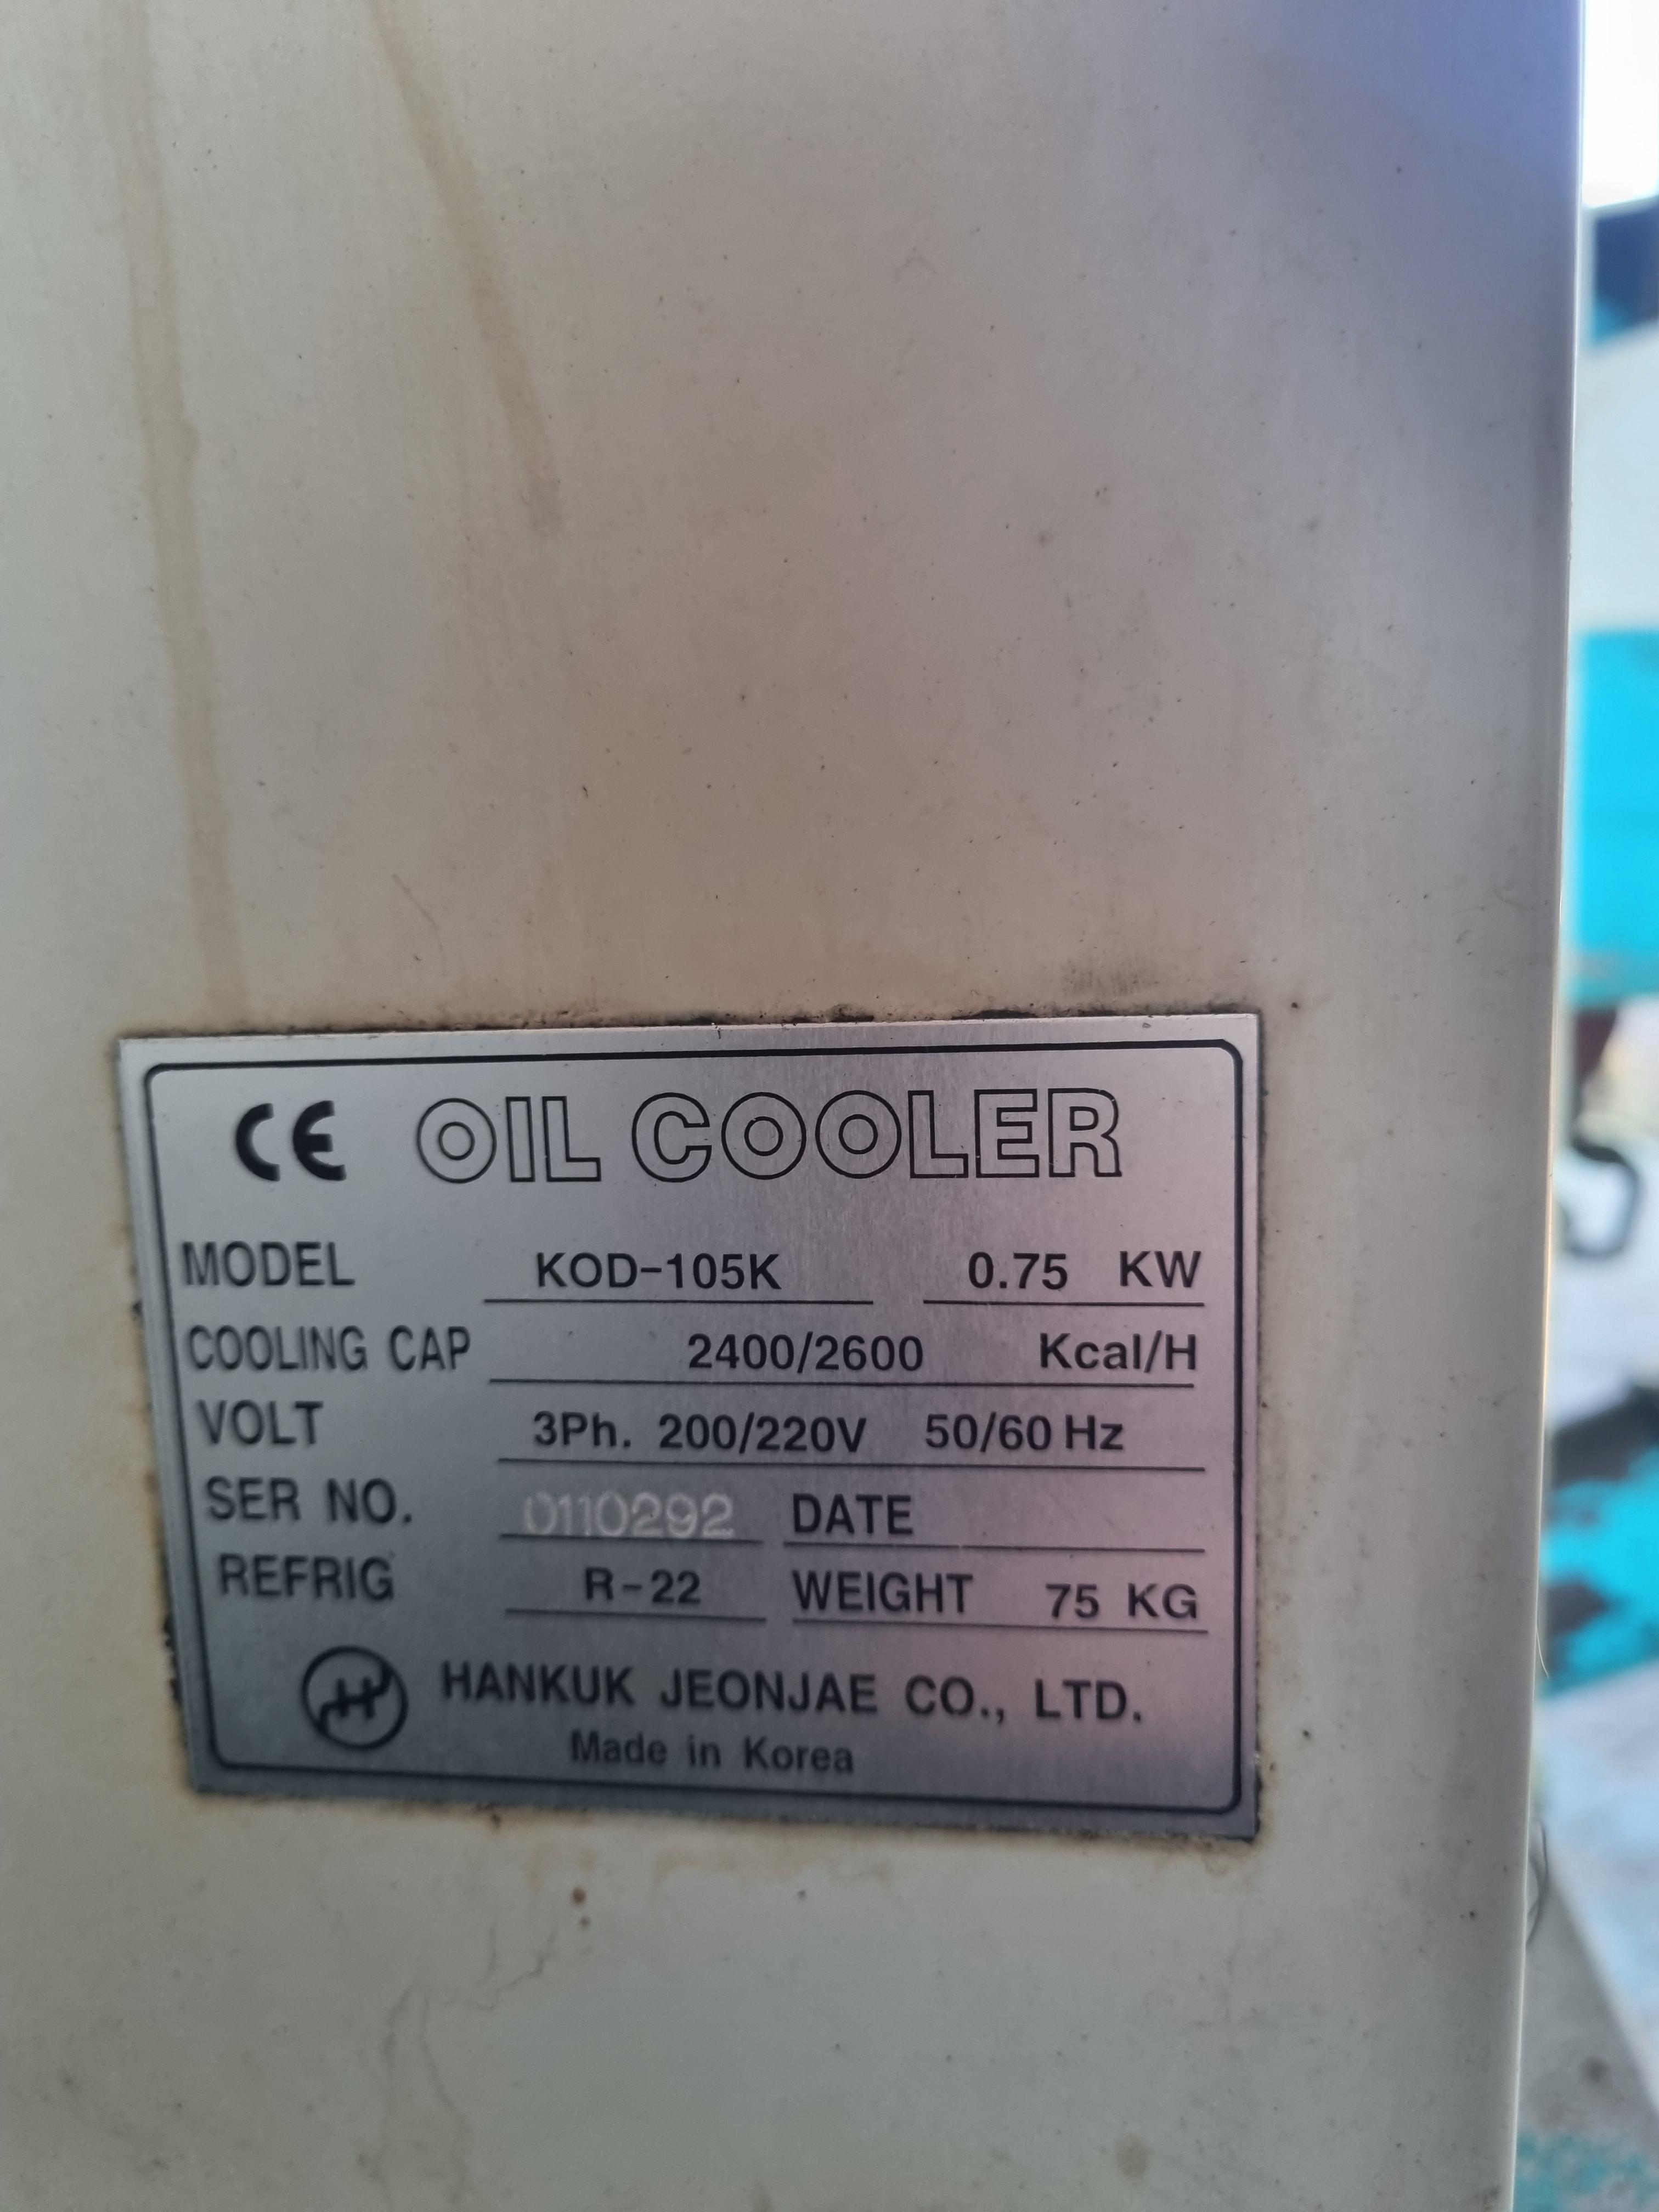 CE OIL COOLER
MODEL KOD-105K 0.75 KW
COOLING CAP 2400/2600 Kcal/H
VOLT 3Ph. 200/220V 50/60 Hz
SER NO. 0110292 DATE
REFRIG R-22 WEIGHT 75 KG
H HANKUK JEONJAE CO., LTD.
Made in Korea